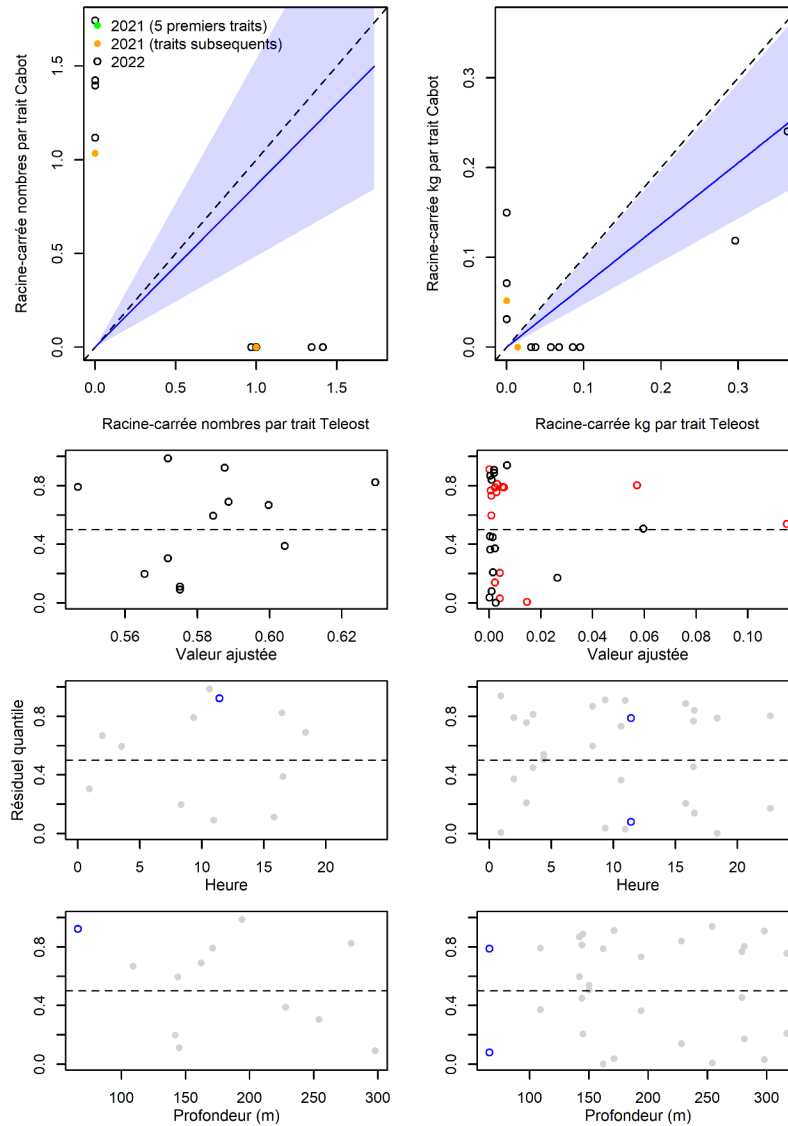 2021 (5 premiers traits)
2021 (traits subsequents)
2022
Racine-carrée nombres par trait Cabot
0.0 0.5 1.0 1.5
0.0 0.5 1.0 1.5
Racine-carrée nombres par trait Teleost
Racine-carrée kg par trait Cabot
0.0 0.1 0.2 0.3
0.0 0.1 0.2 0.3
Racine-carrée kg par trait Teleost
0.0 0.4 0.8
0.56 0.58 0.60 0.62
Valeur ajustée
0.0 0.4 0.8
0.00 0.02 0.04 0.06 0.08 0.10
Valeur ajustée
Résiduel quantile
0.0 0.4 0.8
0 5 10 15 20
Heure
0.0 0.4 0.8
0 5 10 15 20
Heure
0.0 0.4 0.8
100 150 200 250 300
Profondeur (m)
0.0 0.4 0.8
100 150 200 250 300
Profondeur (m)